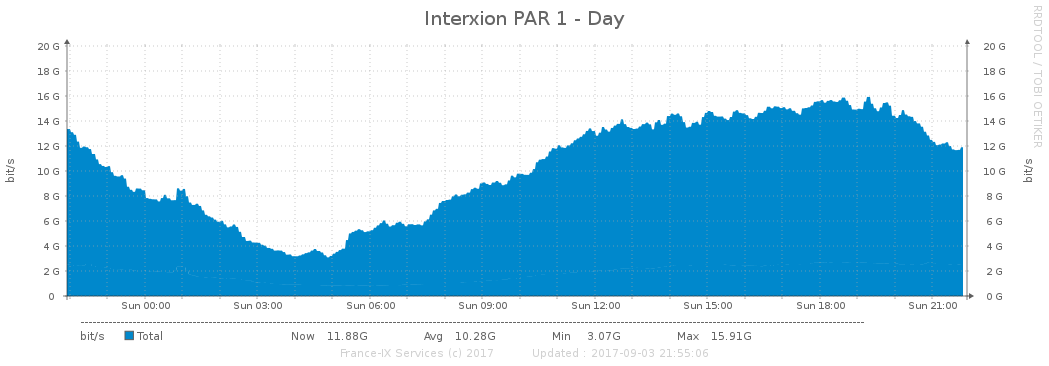 Interxion PAR 1 - Day
RRDTOOL / TOBI OETIKER
bit/s
20 G
18 G
16 G
14 G
12 G
10 G
8 G
6 G
4 G
2 G
0
20 G
18 G
16 G
14 G
12 G
10 G
8 G
6 G
4 G
2 G
0 G
bit/s
Sun 00:00 Sun 03:00 Sun 06:00 Sun 09:00 Sun 12:00 Sun 15:00 Sun 18:00 Sun 21:00
bit/s Total Now 11.88G Avg 10.28G Min 3.07G Max 15.91G
France-IX Services (c) 2017 Updated : 2017-09-03 21:55:06